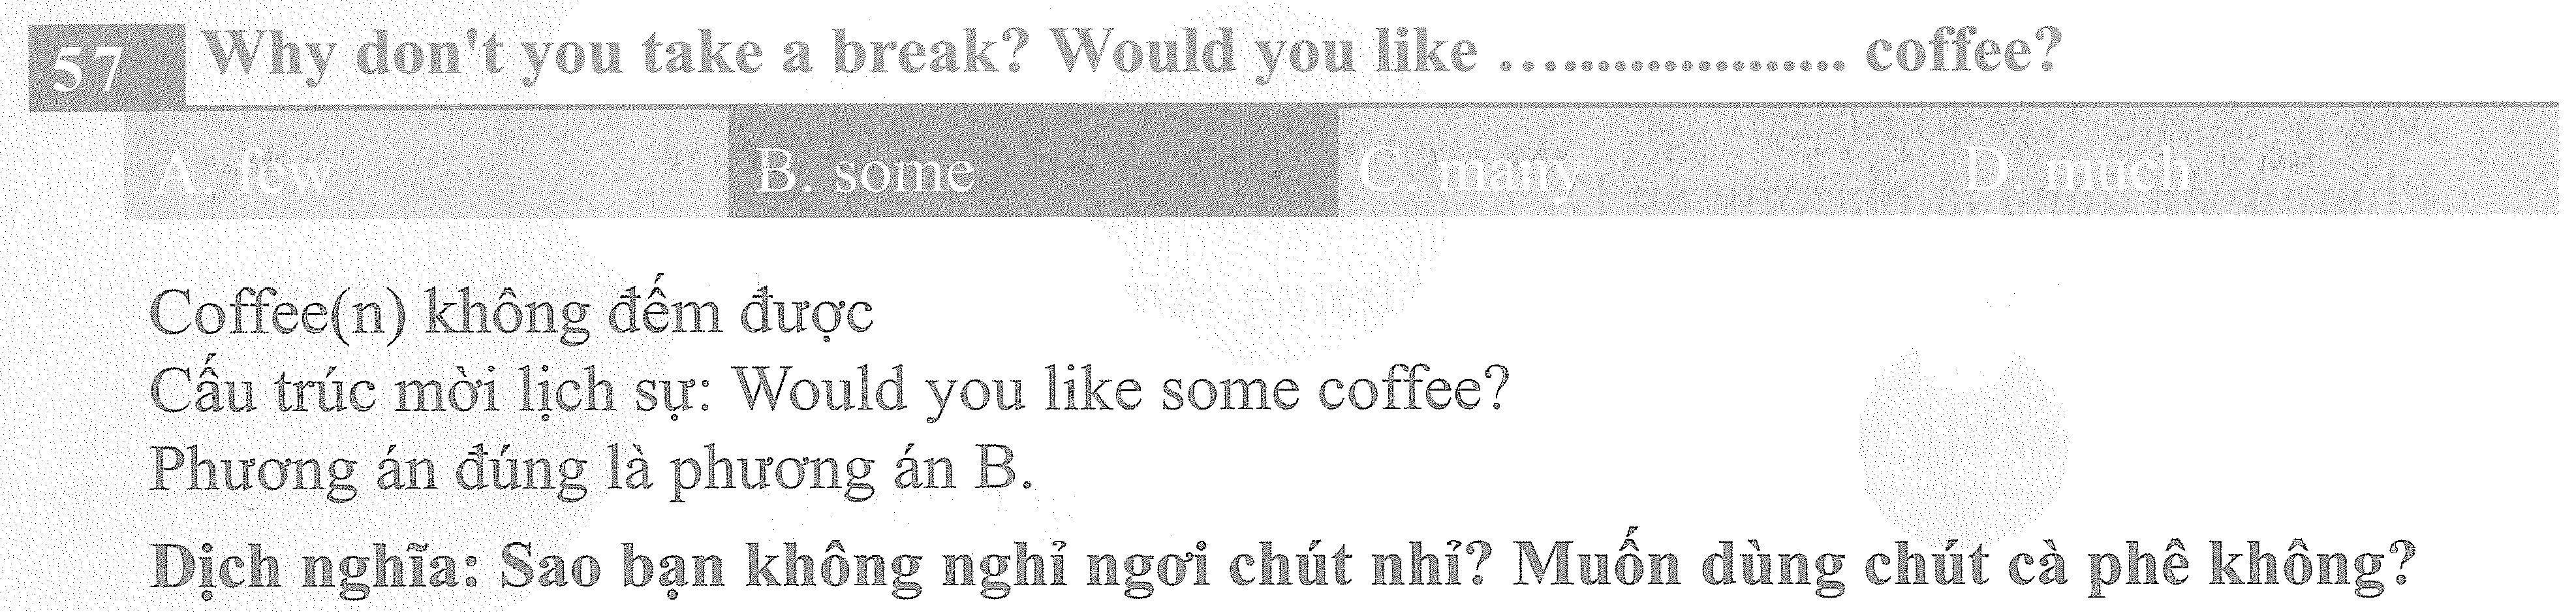 57 Why don't you take a break? Would you like ………………… coffee?
A. few B. some C. many D. much
Coffee(n) không đếm được
Cấu trúc mời lịch sự: Would you like some coffee?
Phương án đúng là phương án B.
Dịch nghĩa: Sao bạn không nghỉ ngơi chút nhỉ? Muốn dùng chút cà phê không?